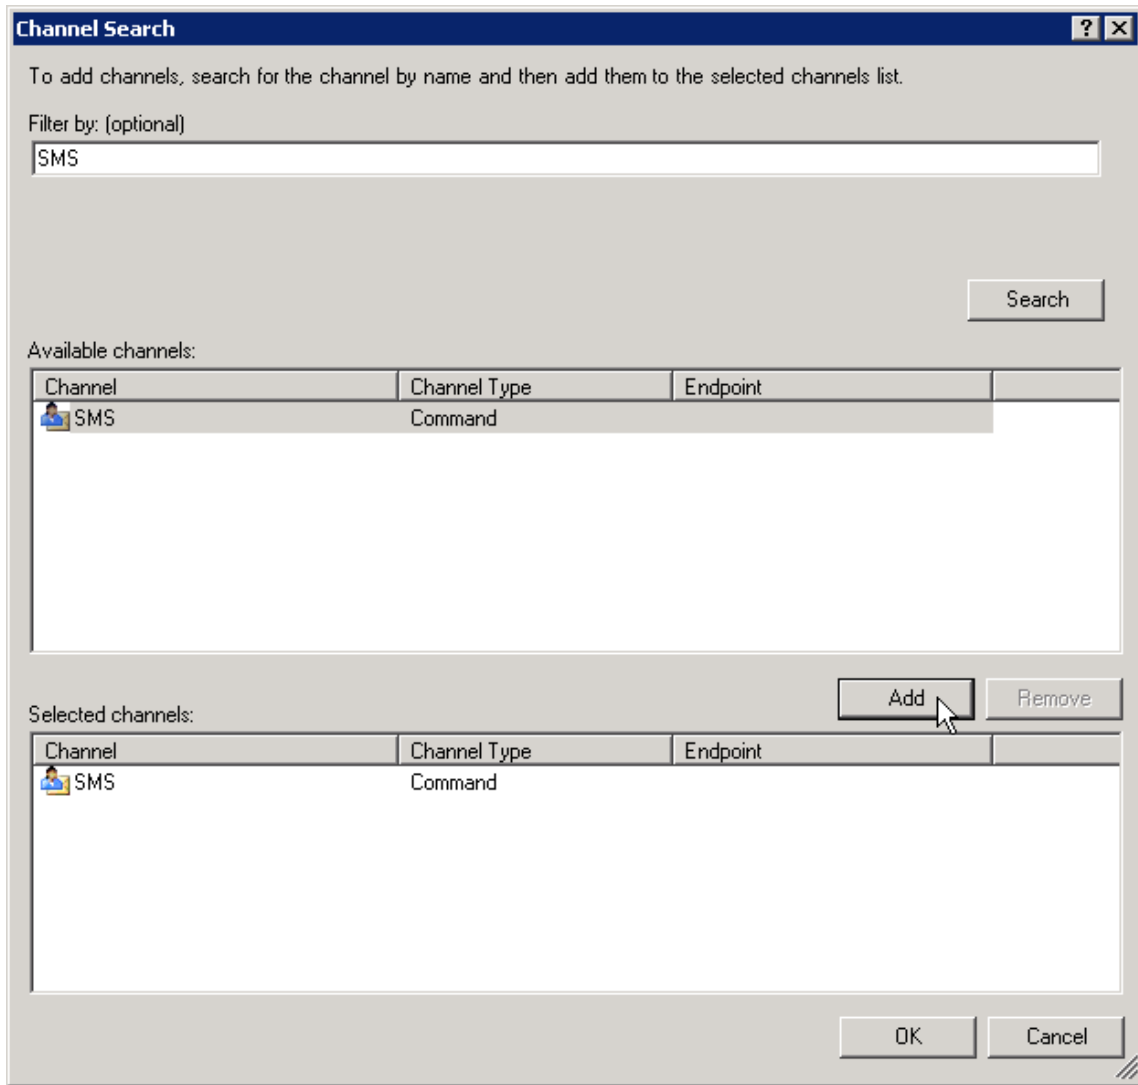 Channel Search
To add channels, search for the channel by name and then add them to the selected channels list.
Filter by: (optional)
SMS
Search
Available channels:
Channel Channel Type Endpoint
SMS Command
Add Remove
Selected channels:
Channel Channel Type Endpoint
SMS Command
OK Cancel